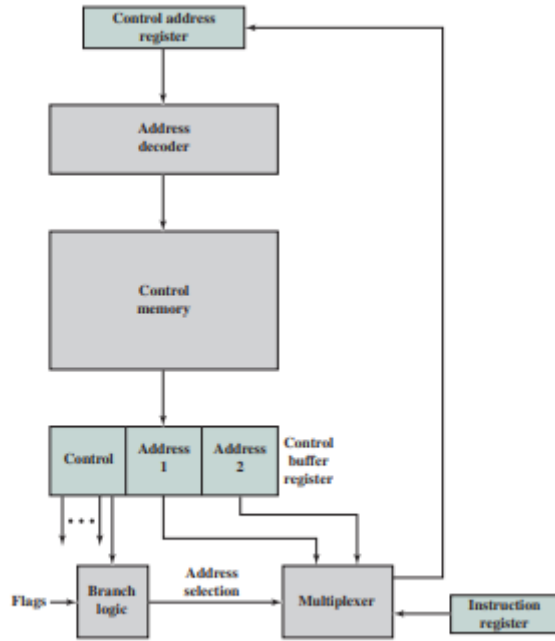 Control address
register
Address
decoder
Control
memory
Control
Address
1
Address
2
Control
buffer
register
Flags
Branch
logic
Address
selection
Multiplexer
Instruction
register